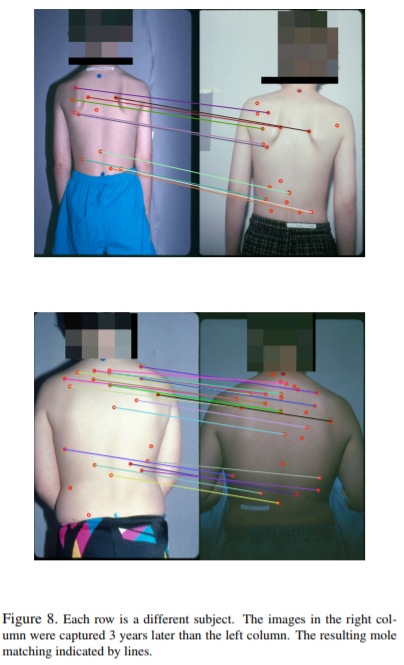 Figure 8. Each row is a different subject. The images in the right col-
umn were captured 3 years later than the left column. The resulting mole
matching indicated by lines.